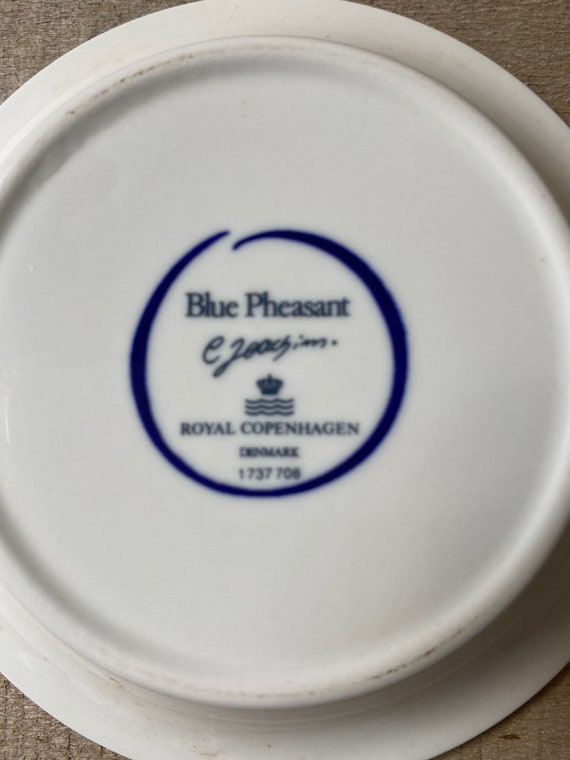 Blue Pheasant
C Joachim.
ROYAL COPENHAGEN
DENMARK
1737 708